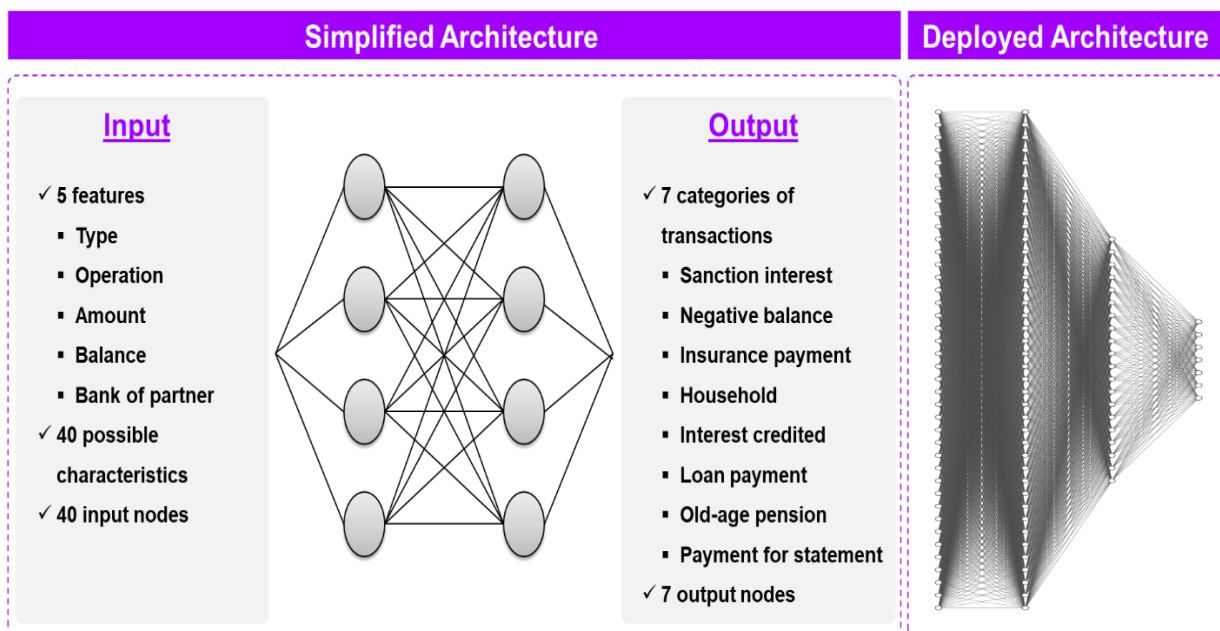 Simplified Architecture
Deployed Architecture
Input
✓ 5 features
▪ Type
▪ Operation
▪ Amount
▪ Balance
▪ Bank of partner
✓ 40 possible
characteristics
✓ 40 input nodes
Output
✓ 7 categories of
transactions
▪ Sanction interest
▪ Negative balance
▪ Insurance payment
▪ Household
▪ Interest credited
▪ Loan payment
▪ Old-age pension
▪ Payment for statement
✓ 7 output nodes